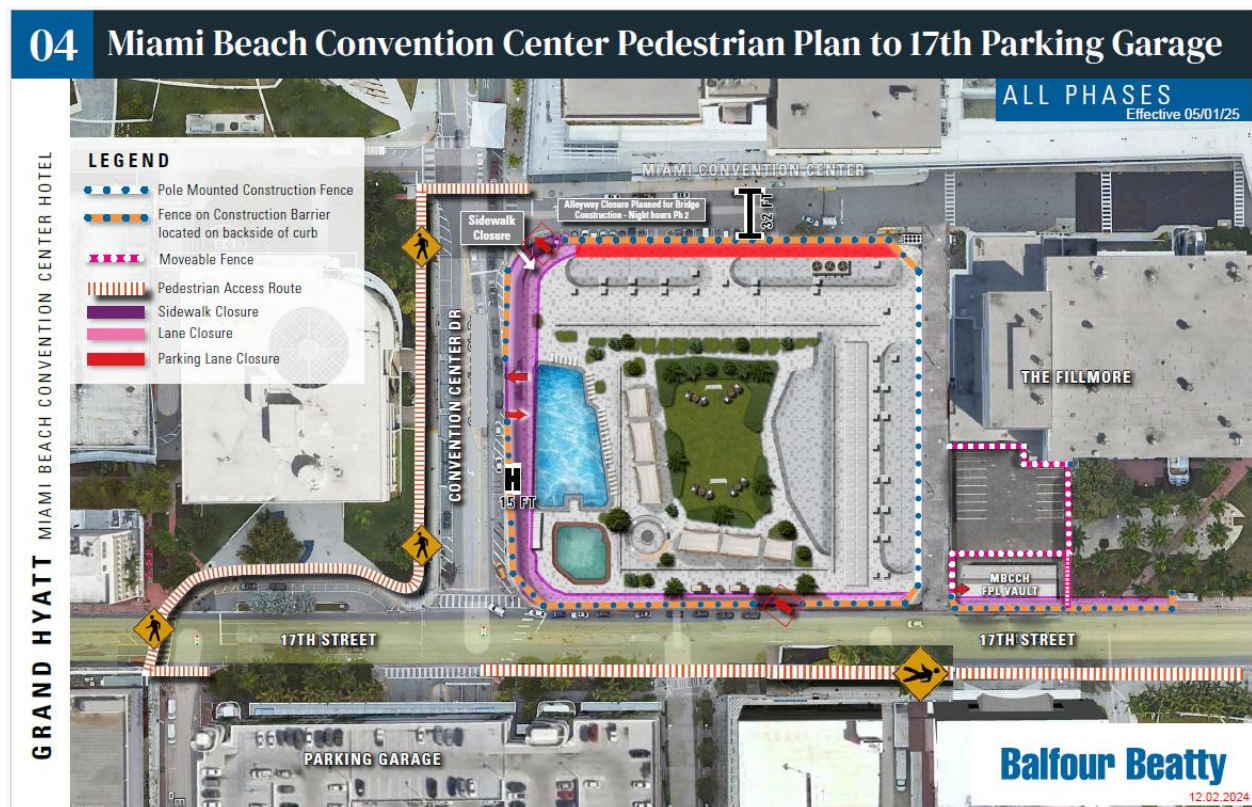 04 Miami Beach Convention Center Pedestrian Plan to 17th Parking Garage
ALL PHASES
Effective 05/01/25
GRAND HYATT MIAMI BEACH CONVENTION CENTER HOTEL
LEGEND
Pole Mounted Construction Fence
Fence on Construction Barrier
located on backside of curb
Moveable Fence
Pedestrian Access Route
Sidewalk Closure
Lane Closure
Parking Lane Closure
MIAMI CONVENTION CENTER
Alleyway Closure Planned for Bridge
Construction - Night hours Ph 2
32 FT
Sidewalk
Closure
CONVENTION CENTER DR
THE FILLMORE
15 FT
MBCCH
FPL VAULT
17TH STREET
17TH STREET
PARKING GARAGE
Balfour Beatty
12.02.2024